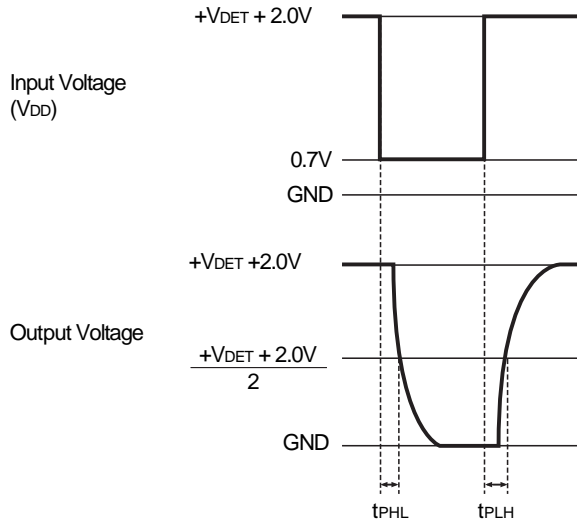 +VDET + 2.0V
Input Voltage
(VDD)
0.7V
GND
+VDET +2.0V
Output Voltage
+VDET + 2.0V
2
GND
tPHL
tPLH